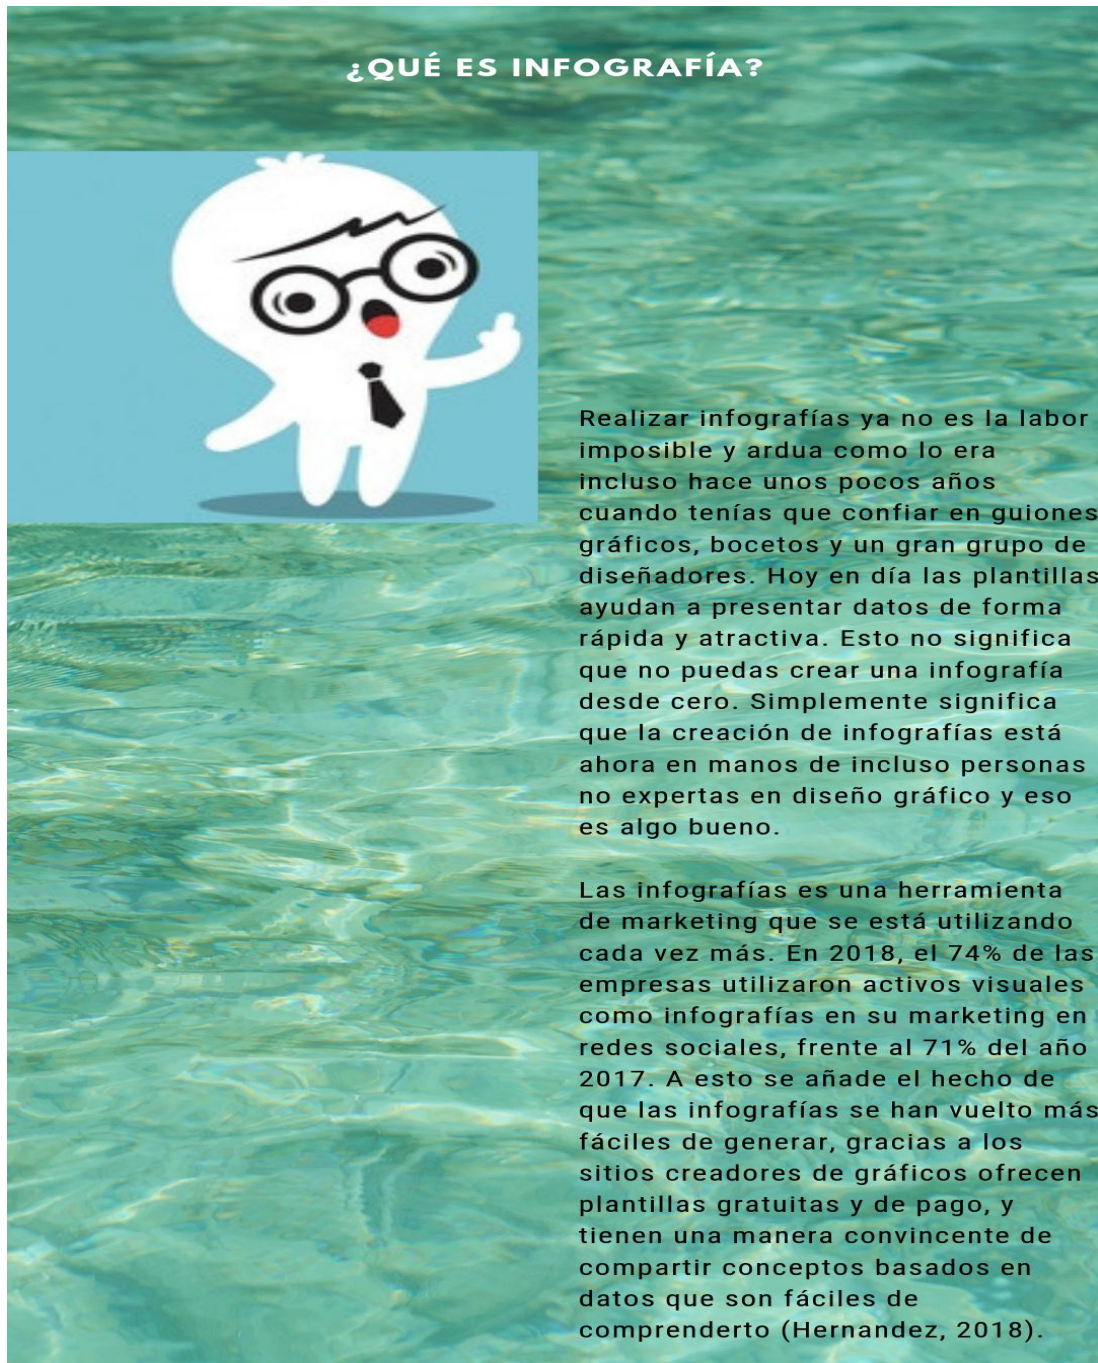 ¿QUÉ ES INFOGRAFÍA?
Realizar infografías ya no es la labor
imposible y ardua como lo era
incluso hace unos pocos años
cuando tenías que confiar en guiones
gráficos, bocetos y un gran grupo de
diseñadores. Hoy en día las plantillas
ayudan a presentar datos de forma
rápida y atractiva. Esto no significa
que no puedas crear una infografía
desde cero. Simplemente significa
que la creación de infografías está
ahora en manos de incluso personas
no expertas en diseño gráfico y eso
es algo bueno.
Las infografías es una herramienta
de marketing que se está utilizando
cada vez más. En 2018, el 74% de las
empresas utilizaron activos visuales
como infografías en su marketing en
redes sociales, frente al 71% del año
2017. A esto se añade el hecho de
que las infografías se han vuelto más
fáciles de generar, gracias a los
sitios creadores de gráficos ofrecen
plantillas gratuitas y de pago, y
tienen una manera convincente de
compartir conceptos basados en
datos que son fáciles de
comprenderto (Hernandez, 2018).